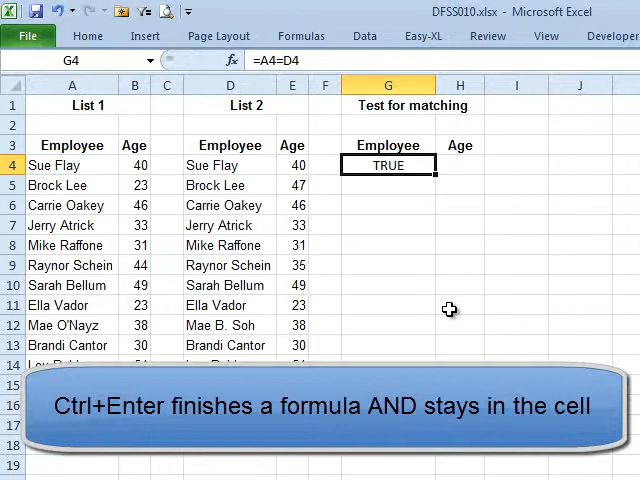 DFSS010.xlsx - Microsoft Excel
File Home Insert Page Layout Formulas Data Easy-XL Review View Developer
G4 fx =A4=D4
A B C D E F G H I J
1 List 1 List 2 Test for matching
2
3 Employee Age Employee Age Employee Age
4 Sue Flay 40 Sue Flay 40 TRUE
5 Brock Lee 23 Brock Lee 47
6 Carrie Oakey 46 Carrie Oakey 46
7 Jerry Atrick 33 Jerry Atrick 33
8 Mike Raffone 31 Mike Raffone 31
9 Raynor Schein 44 Raynor Schein 35
10 Sarah Bellum 49 Sarah Bellum 49
11 Ella Vador 23 Ella Vador 23
12 Mae O'Nayz 38 Mae B. Soh 38
13 Brandi Cantor 30 Brandi Cantor 30
14
15
16 Ctrl+Enter finishes a formula AND stays in the cell
17
18
19